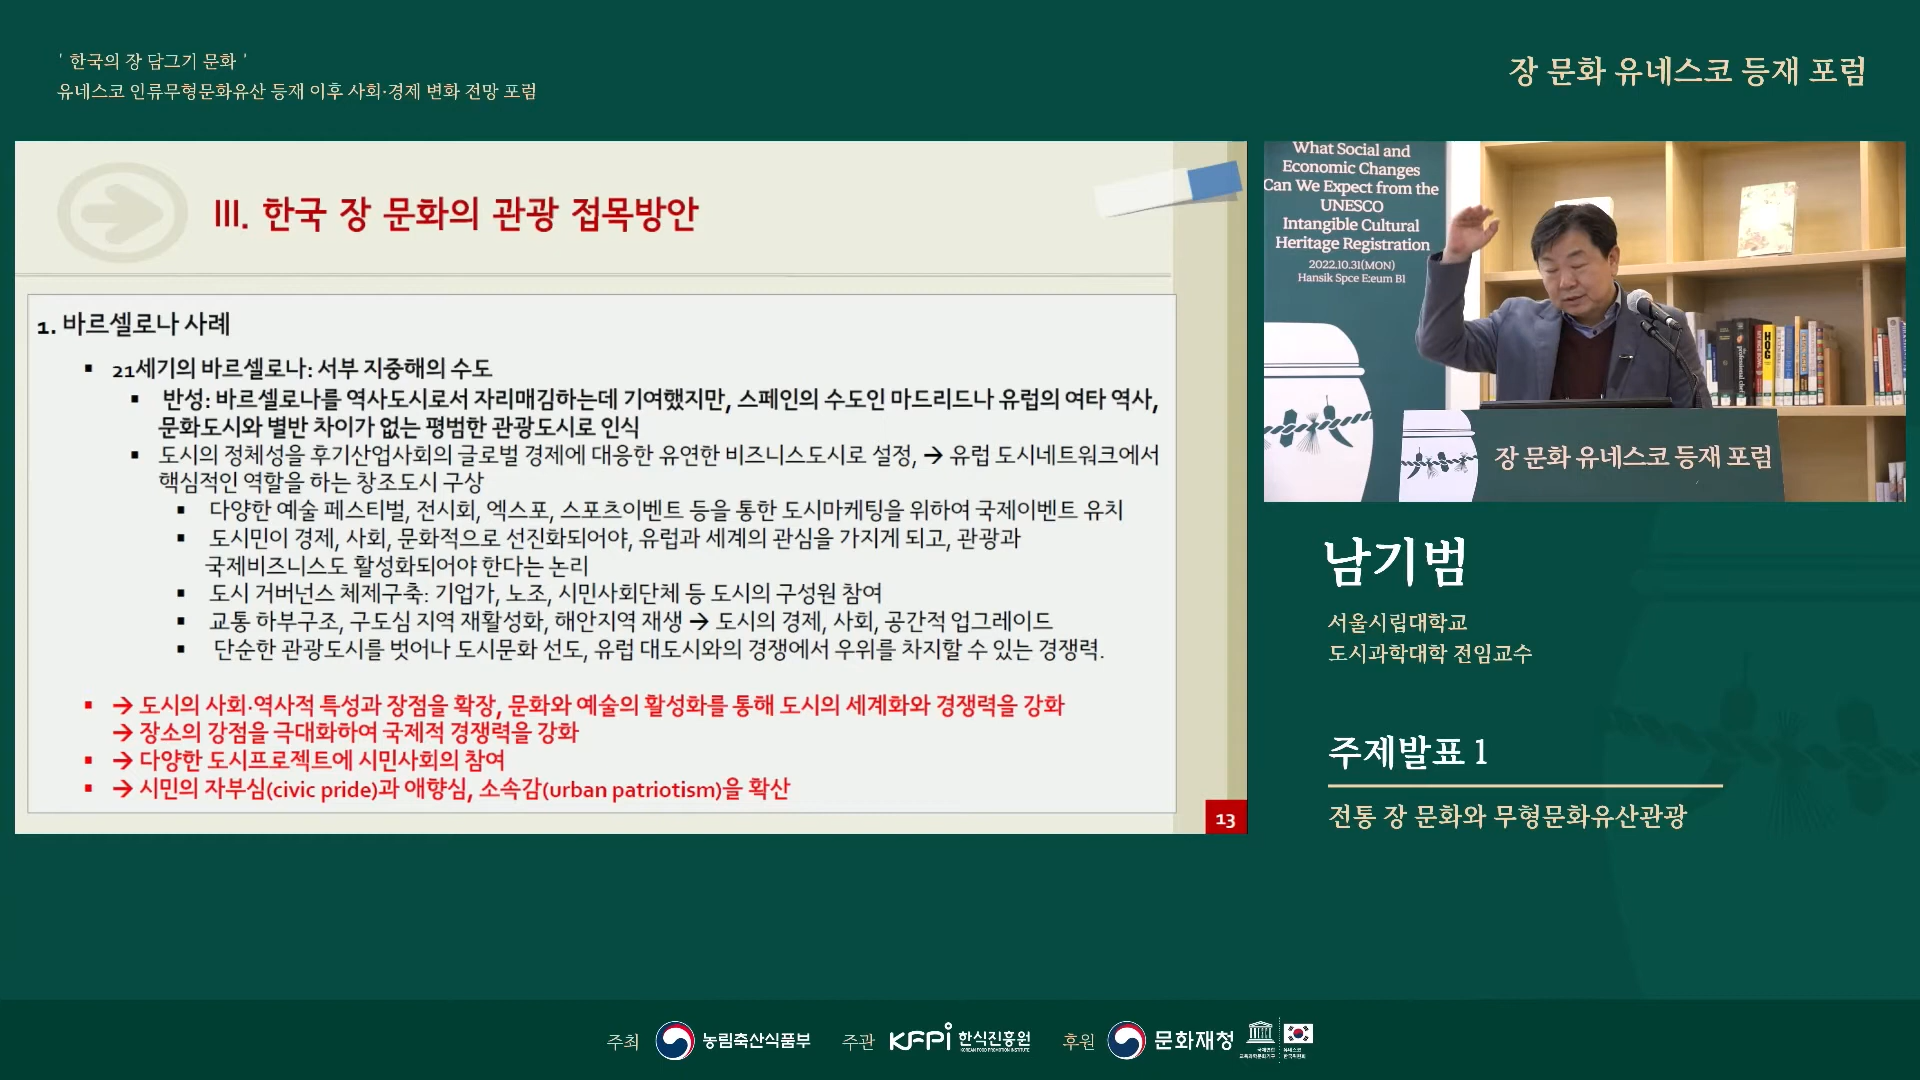 ' 한국의 장 담그기 문화 '
유네스코 인류무형문화유산 등재 이후 사회·경제 변화 전망 포럼
장 문화 유네스코 등재 포럼
III. 한국 장 문화의 관광 접목방안
1. 바르셀로나 사례
▪ 21세기의 바르셀로나: 서부 지중해의 수도
▪ 반성: 바르셀로나를 역사도시로서 자리매김하는데 기여했지만, 스페인의 수도인 마드리드나 유럽의 여타 역사,
문화도시와 별반 차이가 없는 평범한 관광도시로 인식
▪ 도시의 정체성을 후기산업사회의 글로벌 경제에 대응한 유연한 비즈니스도시로 설정, → 유럽 도시네트워크에서
핵심적인 역할을 하는 창조도시 구상
▪ 다양한 예술 페스티벌, 전시회, 엑스포, 스포츠이벤트 등을 통한 도시마케팅을 위하여 국제이벤트 유치
▪ 도시민이 경제, 사회, 문화적으로 선진화되어야, 유럽과 세계의 관심을 가지게 되고, 관광과
국제비즈니스도 활성화되어야 한다는 논리
▪ 도시 거버넌스 체제구축: 기업가, 노조, 시민사회단체 등 도시의 구성원 참여
▪ 교통 하부구조, 구도심 지역 재활성화, 해안지역 재생 → 도시의 경제, 사회, 공간적 업그레이드
▪ 단순한 관광도시를 벗어나 도시문화 선도, 유럽 대도시와의 경쟁에서 우위를 차지할 수 있는 경쟁력.
▪ → 도시의 사회·역사적 특성과 장점을 확장, 문화와 예술의 활성화를 통해 도시의 세계화와 경쟁력을 강화
→ 장소의 강점을 극대화하여 국제적 경쟁력을 강화
▪ → 다양한 도시프로젝트에 시민사회의 참여
▪ → 시민의 자부심(civic pride)과 애향심, 소속감(urban patriotism)을 확산
13
What Social and
Economic Changes
Can We Expect from the
UNESCO
Intangible Cultural
Heritage Registration
2022.10.31(MON)
Hansik Spce E:eum B1
HOG
장 문화 유네스코 등재 포럼
남기범
서울시립대학교
도시과학대학 전임교수
주제발표 1
전통 장 문화와 무형문화유산관광
주최 농림축산식품부 주관 KFPi 한식진흥원 후원 문화재청